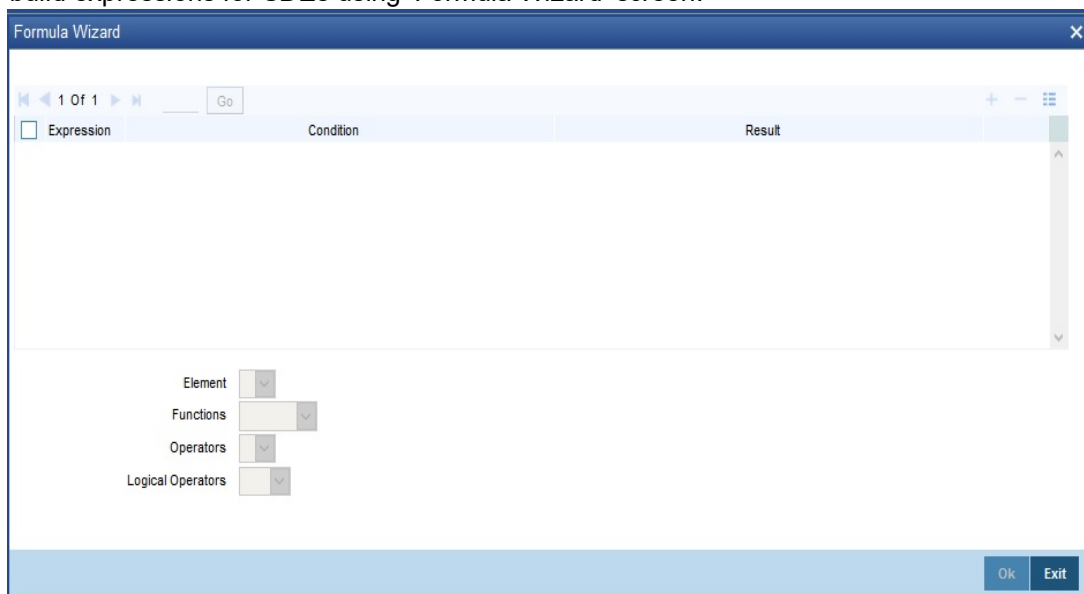 build expressions for SDEs using 'Formula Wizard' screen.
Formula Wizard
1 Of 1 Go
Expression Condition Result
Element
Functions
Operators
Logical Operators
Ok Exit